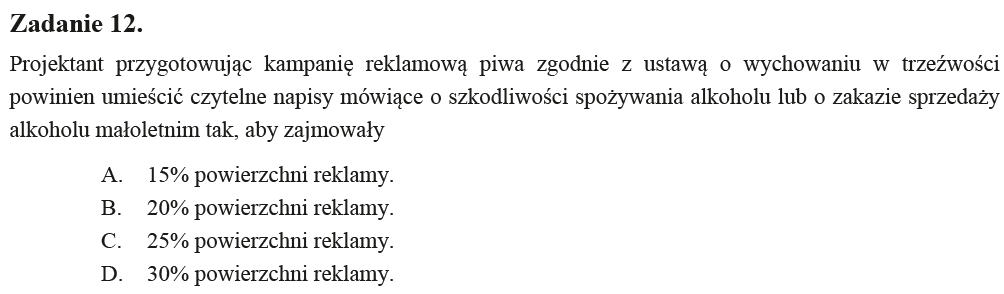 Zadanie 12.
Projektant przygotowując kampanię reklamową piwa zgodnie z ustawą o wychowaniu w trzeźwości
powinien umieścić czytelne napisy mówiące o szkodliwości spożywania alkoholu lub o zakazie sprzedaży
alkoholu małoletnim tak, aby zajmowały
A. 15% powierzchni reklamy.
B. 20% powierzchni reklamy.
C. 25% powierzchni reklamy.
D. 30% powierzchni reklamy.